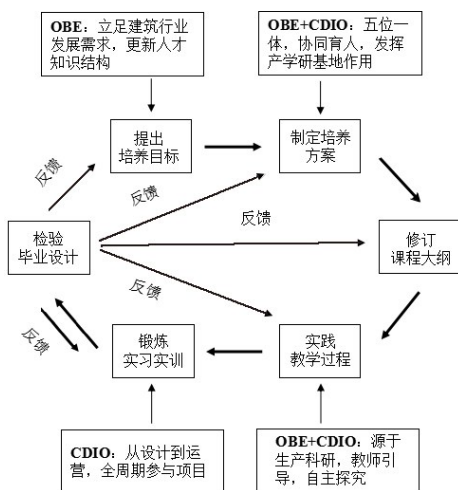 OBE：立足建筑行业
发展需求，更新人才
知识结构
OBE+CDIO：五位一
体，协同育人，发挥
产学研基地作用
提出
培养目标
制定培养
方案
反馈
反馈
反馈
检验
毕业设计
修订
课程大纲
反馈
反馈
锻炼
实习实训
实践
教学过程
CDIO：从设计到运
营，全周期参与项目
OBE+CDIO：源于
生产科研，教师引
导，自主探究